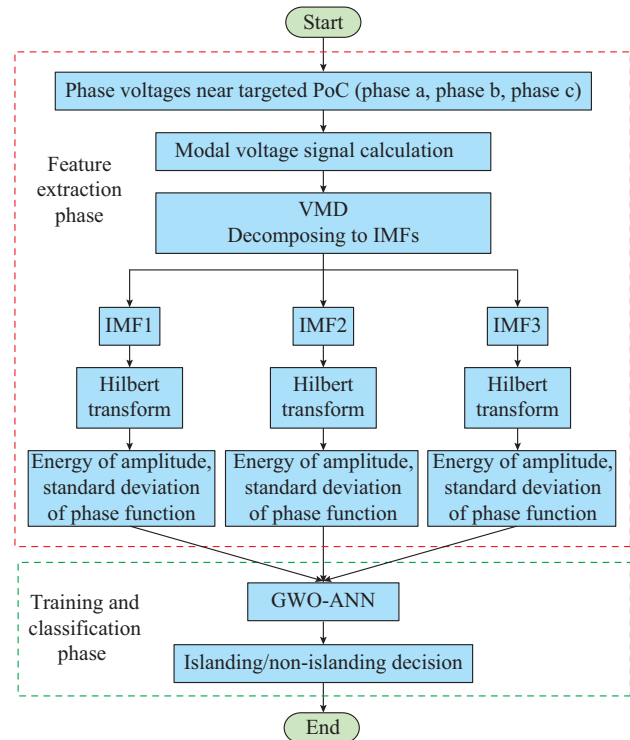 Start
Phase voltages near targeted PoC (phase a, phase b, phase c)
Modal voltage signal calculation
Feature
extraction
phase
VMD
Decomposing to IMFs
IMF1
IMF2
IMF3
Hilbert
transform
Hilbert
transform
Hilbert
transform
Energy of amplitude,
standard deviation
of phase function
Energy of amplitude,
standard deviation
of phase function
Energy of amplitude,
standard deviation
of phase function
Training and
classification
phase
GWO-ANN
Islanding/non-islanding decision
End